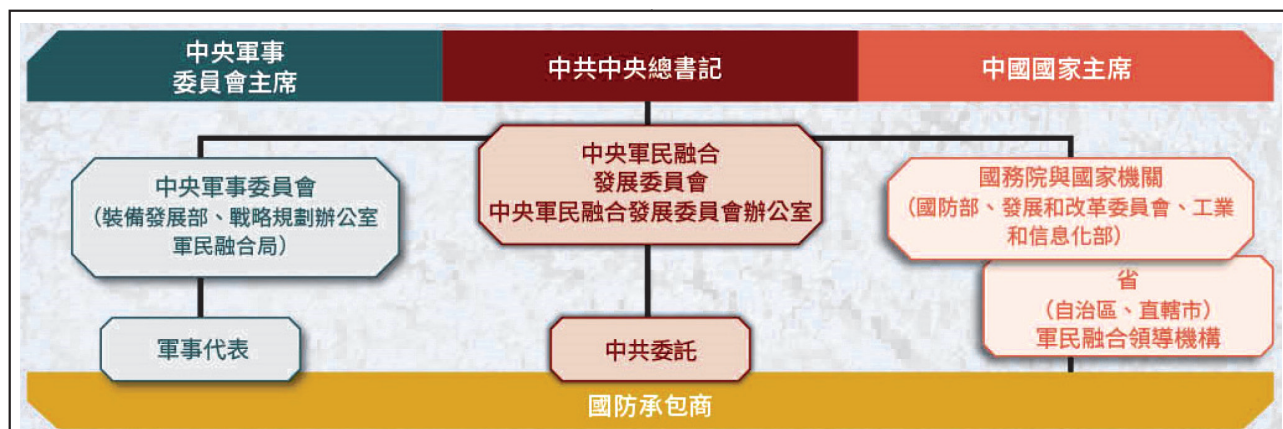 中央軍事
委員會主席
中共中央總書記
中國國家主席
中央軍事委員會
（裝備發展部、戰略規劃辦公室
軍民融合局）
中央軍民融合
發展委員會
中央軍民融合發展委員會辦公室
國務院與國家機關
（國防部、發展和改革委員會、工業
和信息化部）
省
（自治區、直轄市）
軍民融合領導機構
軍事代表
中共委託
國防承包商